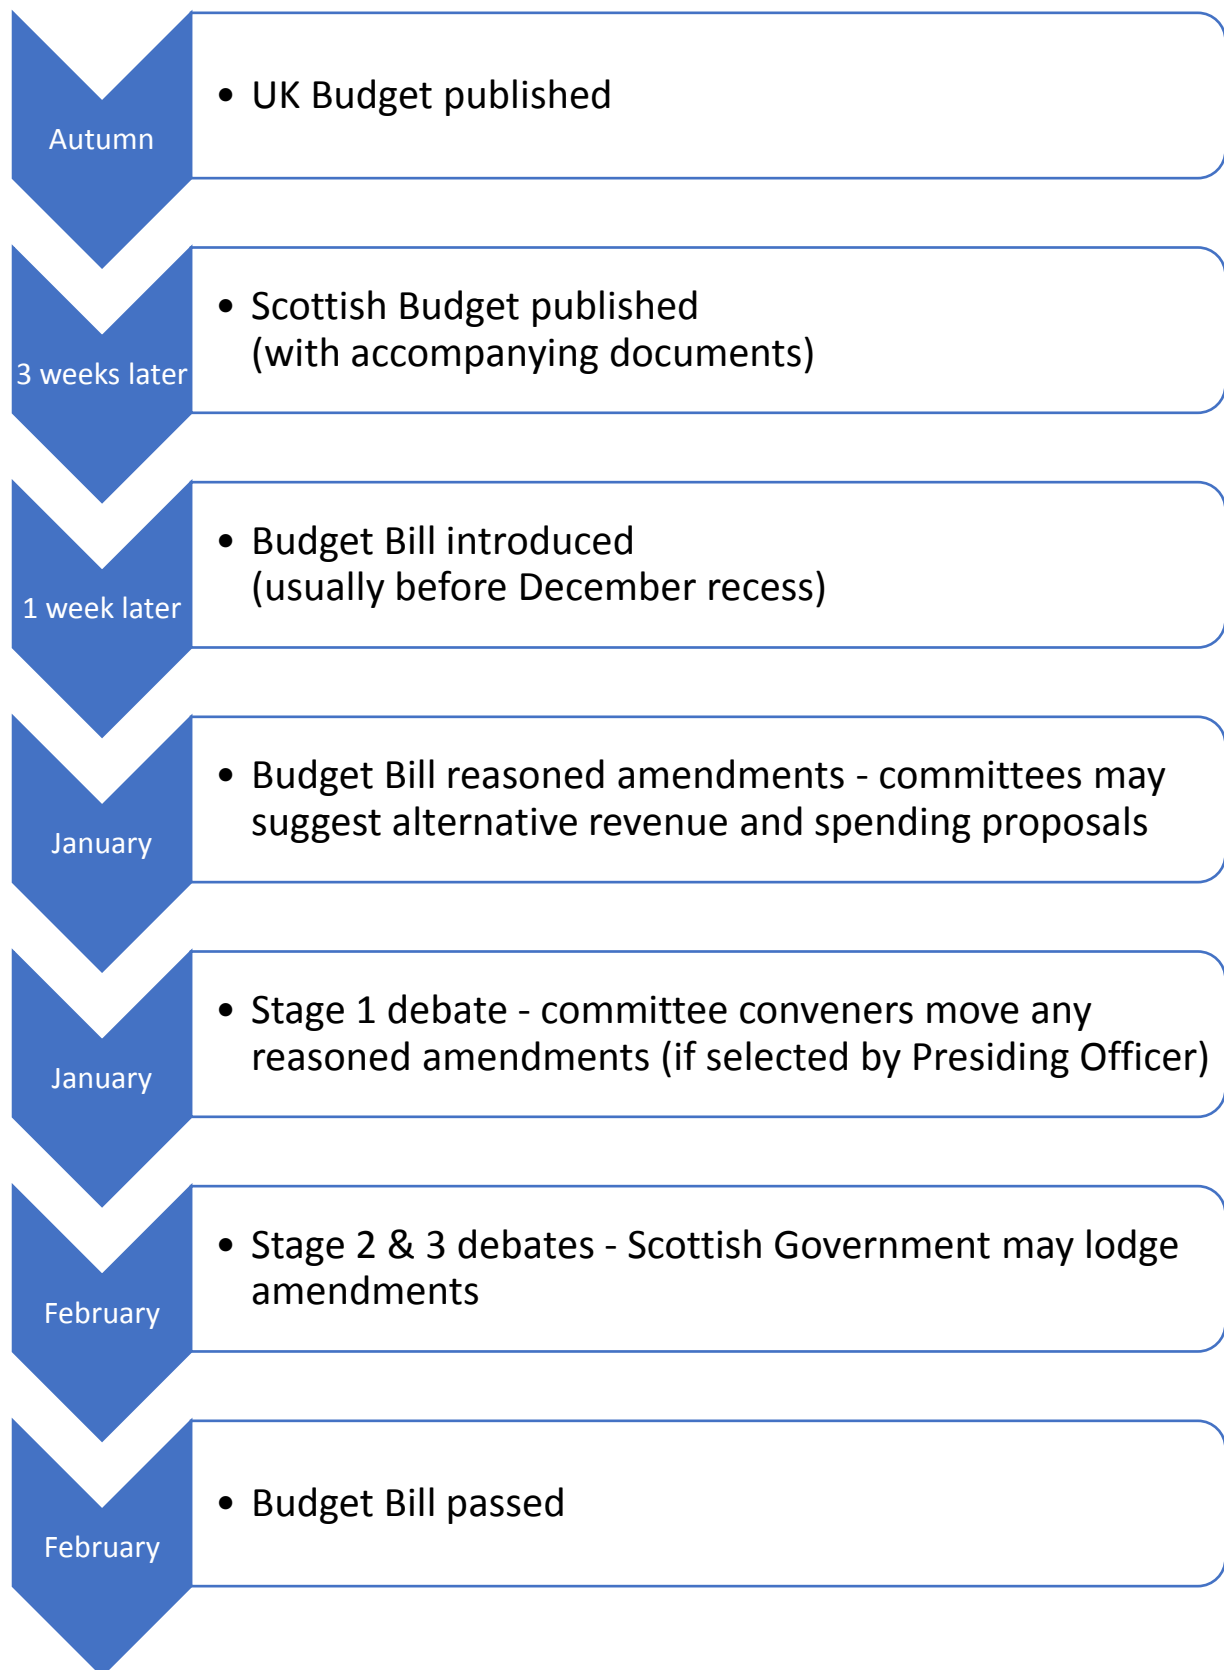 Autumn
• UK Budget published
3 weeks later
• Scottish Budget published
(with accompanying documents)
1 week later
• Budget Bill introduced
(usually before December recess)
January
• Budget Bill reasoned amendments - committees may
suggest alternative revenue and spending proposals
January
• Stage 1 debate - committee conveners move any
reasoned amendments (if selected by Presiding Officer)
February
• Stage 2 & 3 debates - Scottish Government may lodge
amendments
February
• Budget Bill passed